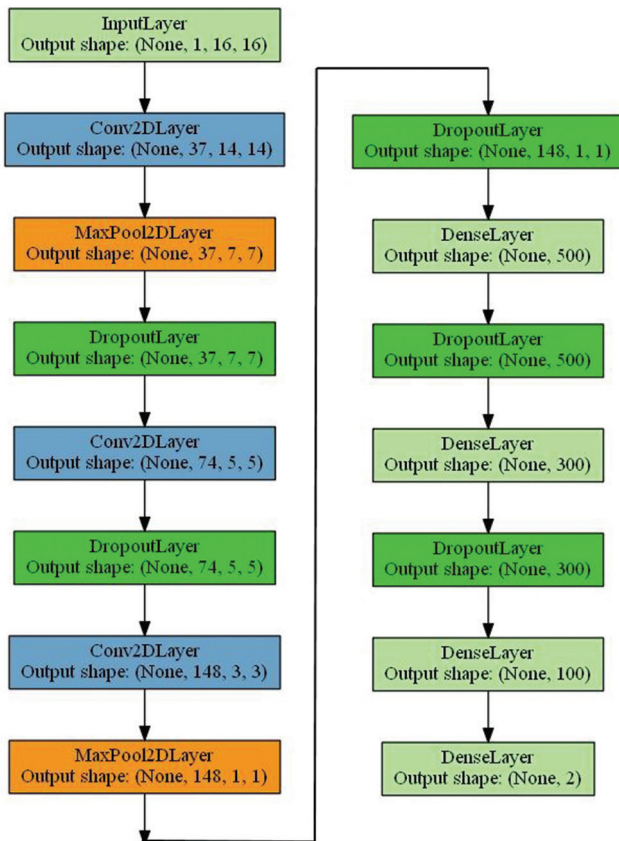 InputLayer
Output shape: (None, 1, 16, 16)
Conv2DLayer
Output shape: (None, 37, 14, 14)
MaxPool2DLayer
Output shape: (None, 37, 7, 7)
DropoutLayer
Output shape: (None, 37, 7, 7)
Conv2DLayer
Output shape: (None, 74, 5, 5)
DropoutLayer
Output shape: (None, 74, 5, 5)
Conv2DLayer
Output shape: (None, 148, 3, 3)
MaxPool2DLayer
Output shape: (None, 148, 1, 1)
DropoutLayer
Output shape: (None, 148, 1, 1)
DenseLayer
Output shape: (None, 500)
DropoutLayer
Output shape: (None, 500)
DenseLayer
Output shape: (None, 300)
DropoutLayer
Output shape: (None, 300)
DenseLayer
Output shape: (None, 100)
DenseLayer
Output shape: (None, 2)